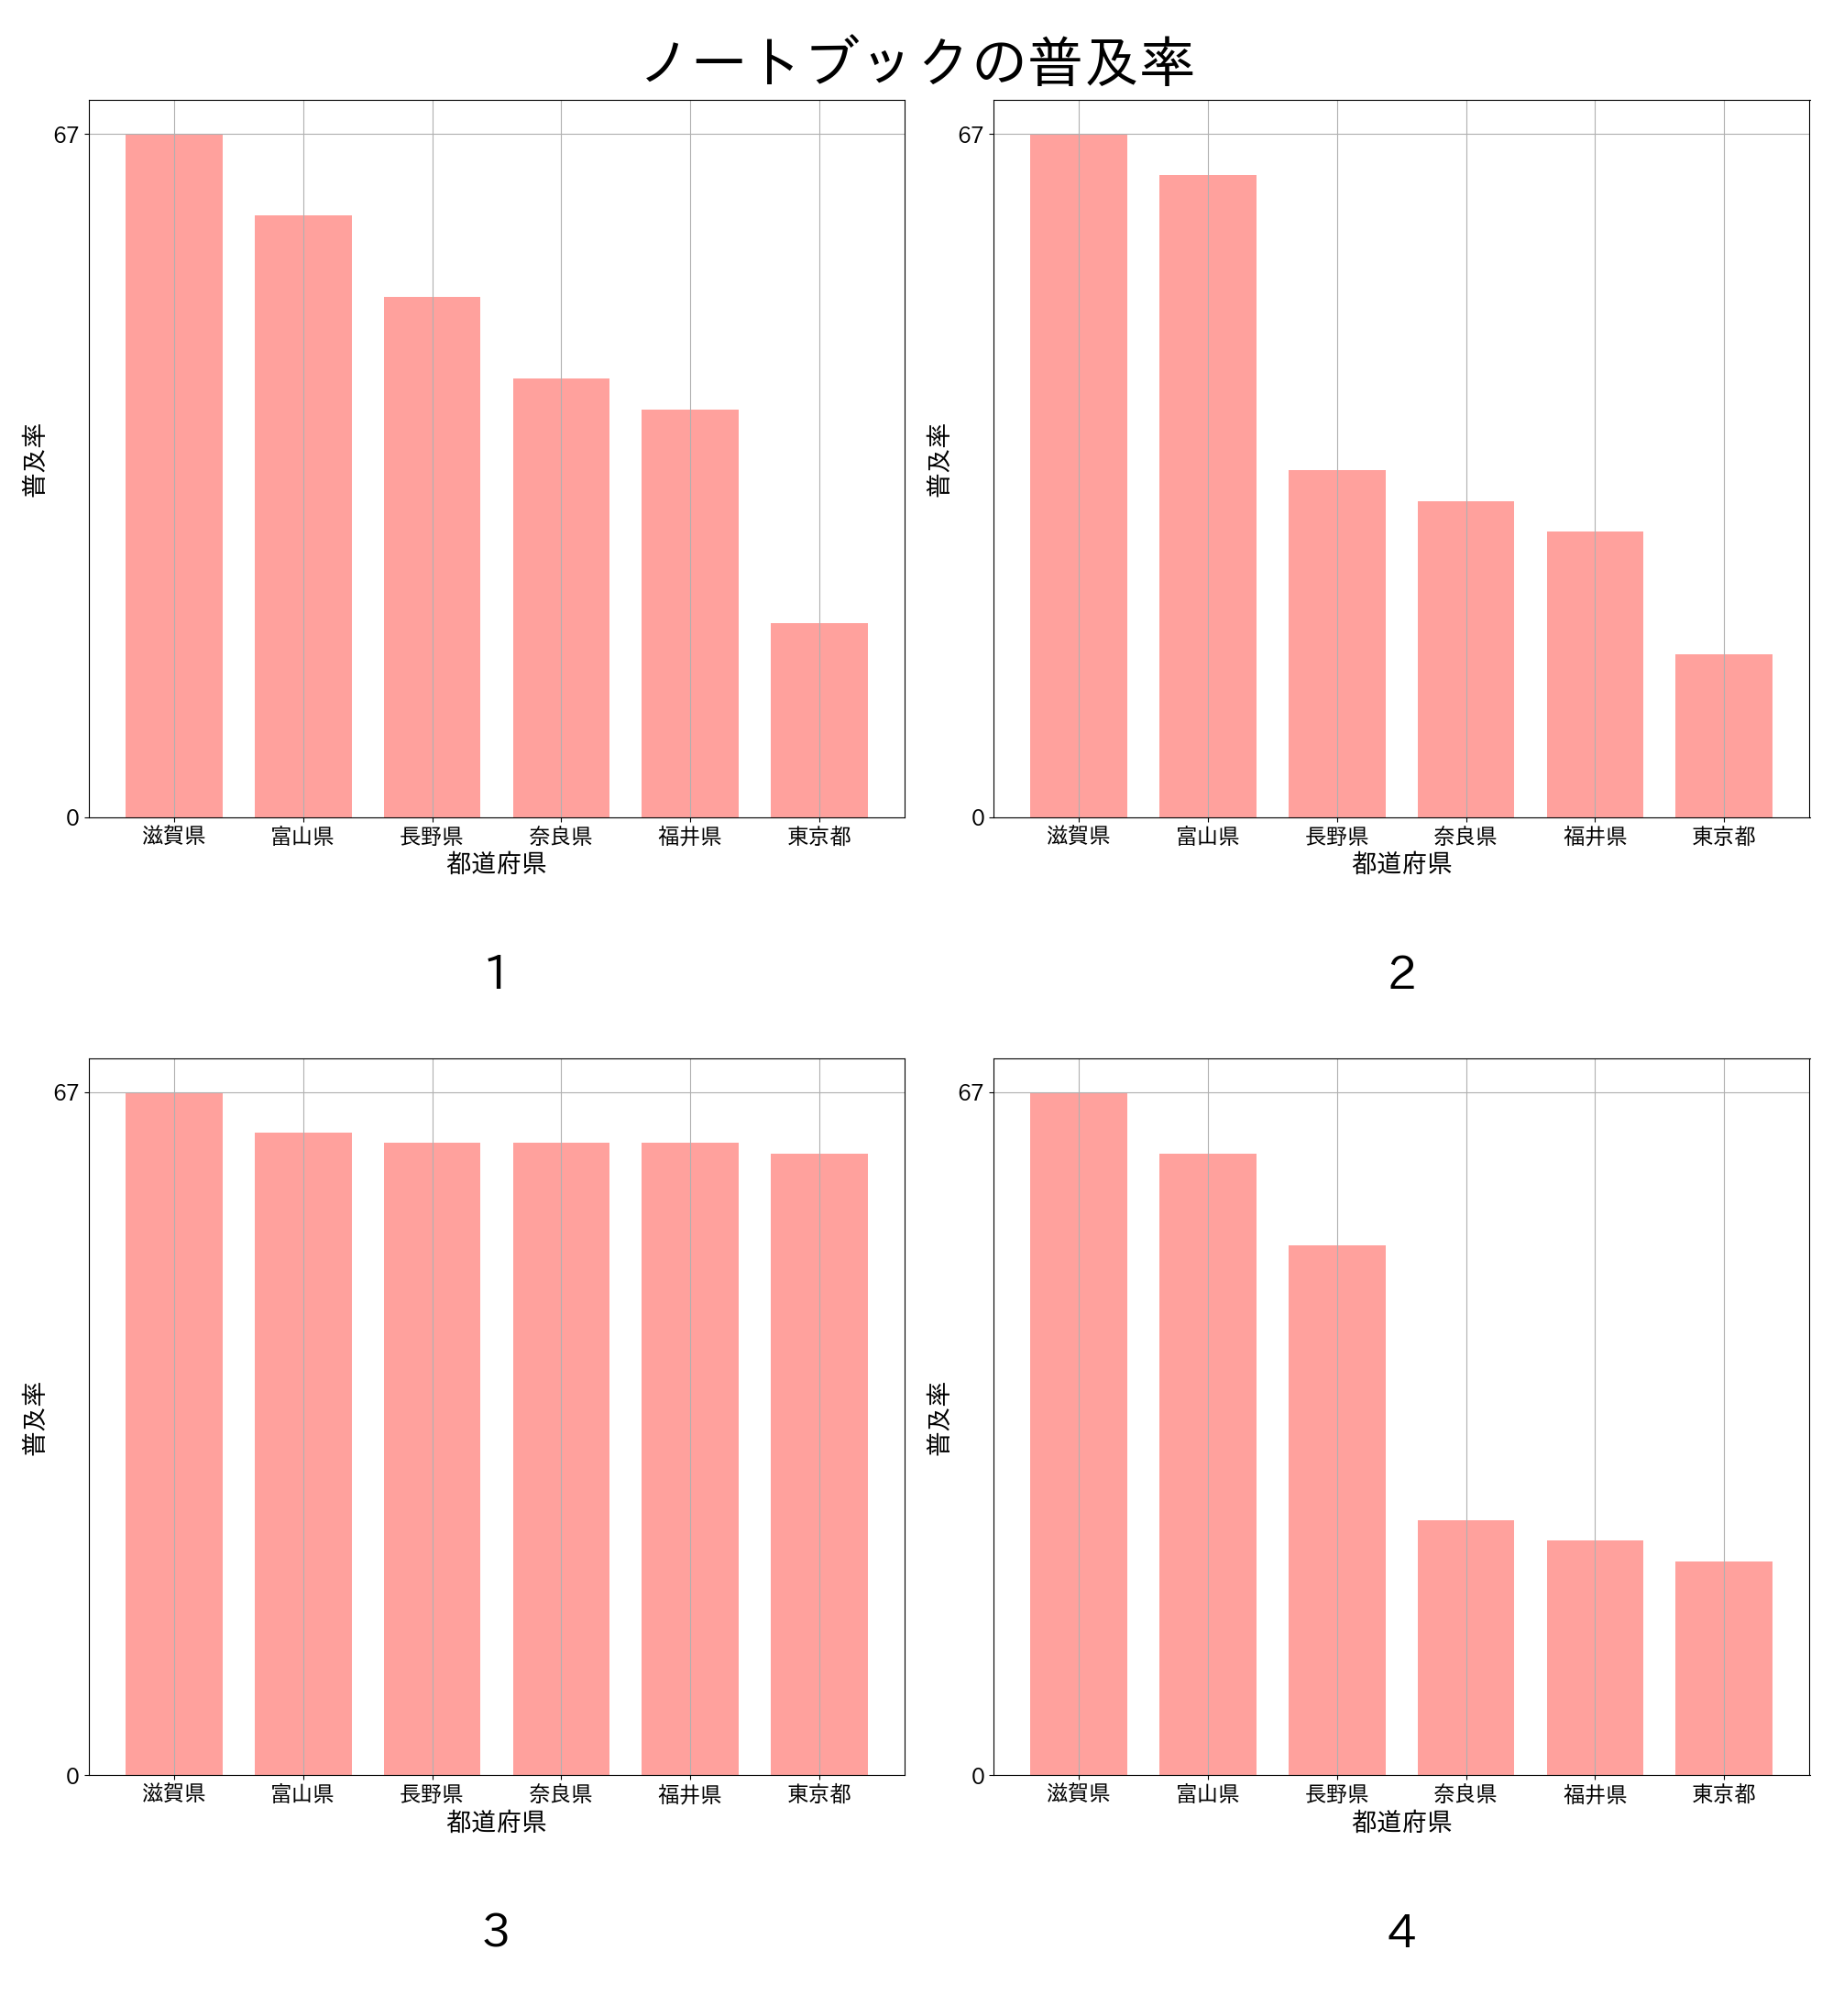 ノートブックの普及率
67
普及率
0
滋賀県 富山県 長野県 奈良県 福井県 東京都
都道府県
1
67
普及率
0
滋賀県 富山県 長野県 奈良県 福井県 東京都
都道府県
2
67
普及率
0
滋賀県 富山県 長野県 奈良県 福井県 東京都
都道府県
3
67
普及率
0
滋賀県 富山県 長野県 奈良県 福井県 東京都
都道府県
4